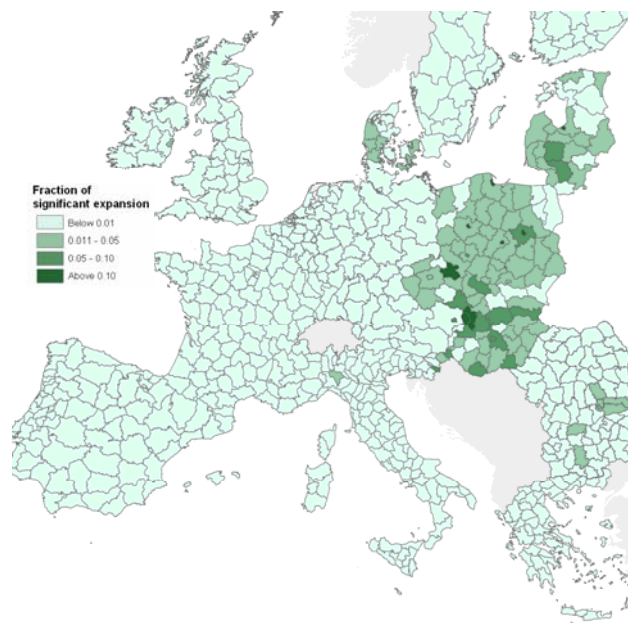 Fraction of
significant expansion
Below 0.01
0.011 - 0.05
0.05 - 0.10
Above 0.10